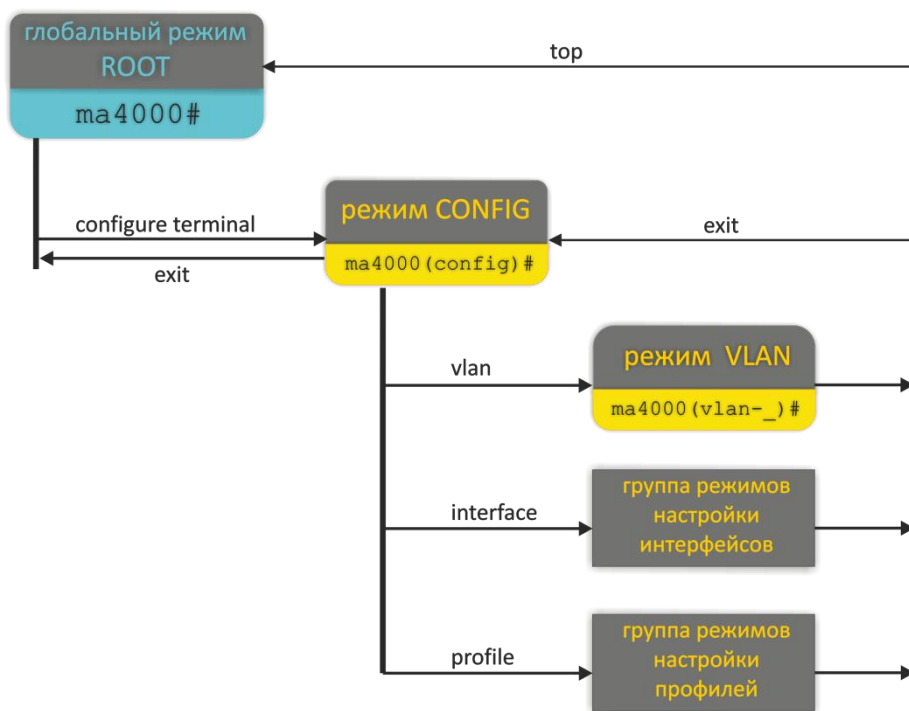 глобальный режим
ROOT
ma4000#
top
configure terminal
exit
режим CONFIG
ma4000(config)#
exit
vlan
режим VLAN
ma4000(vlan-_)#
interface
группа режимов
настройки
интерфейсов
profile
группа режимов
настройки
профилей